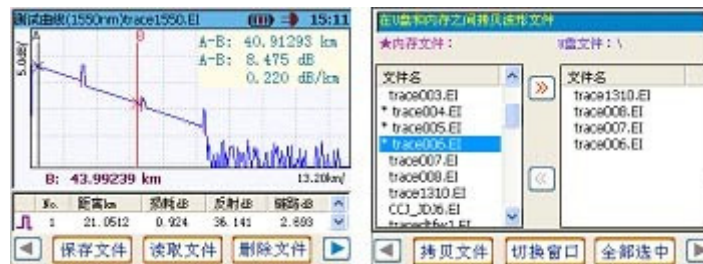 测试曲线(1550nm)trace1550.EI 15:11
A
B
A-B: 40.91293 km
A-B: 8.475 dB
0.220 dB/km
5.0dB/
B: 43.99239 km
13.20km/
No. 距离km 损耗dB 反射dB 链路dB
1 21.0512 0.924 36.141 2.693
保存文件 读取文件 删除文件
在U盘和内存之间拷贝波形文件
★内存文件: U盘文件:\
文件名
trace003.EI
* trace004.EI
* trace005.EI
* trace006.EI
trace007.EI
trace008.EI
trace1310.EI
CCJ_JDJ6.EI
文件名
trace1310.EI
trace008.EI
trace007.EI
trace006.EI
拷贝文件 切换窗口 全部选中